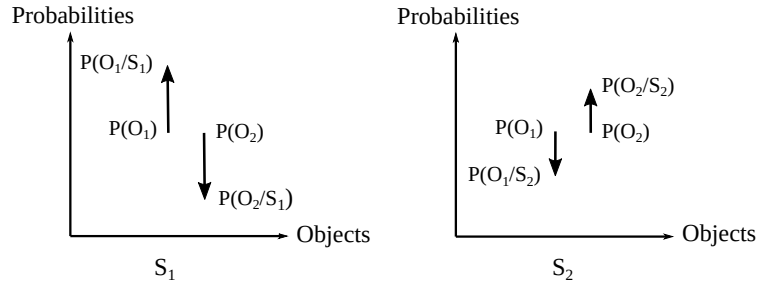 Probabilities
P(O₁/S₁)
P(O₁)
P(O₂)
P(O₂/S₁)
Objects
S₁
Probabilities
P(O₂/S₂)
P(O₁)
P(O₂)
P(O₁/S₂)
Objects
S₂